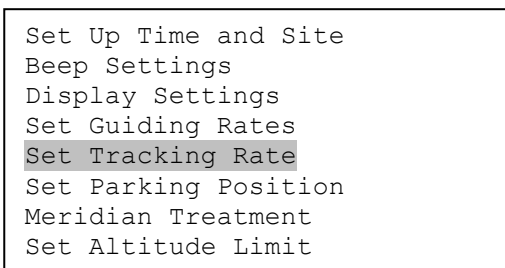 Set Up Time and Site
Beep Settings
Display Settings
Set Guiding Rates
Set Tracking Rate
Set Parking Position
Meridian Treatment
Set Altitude Limit